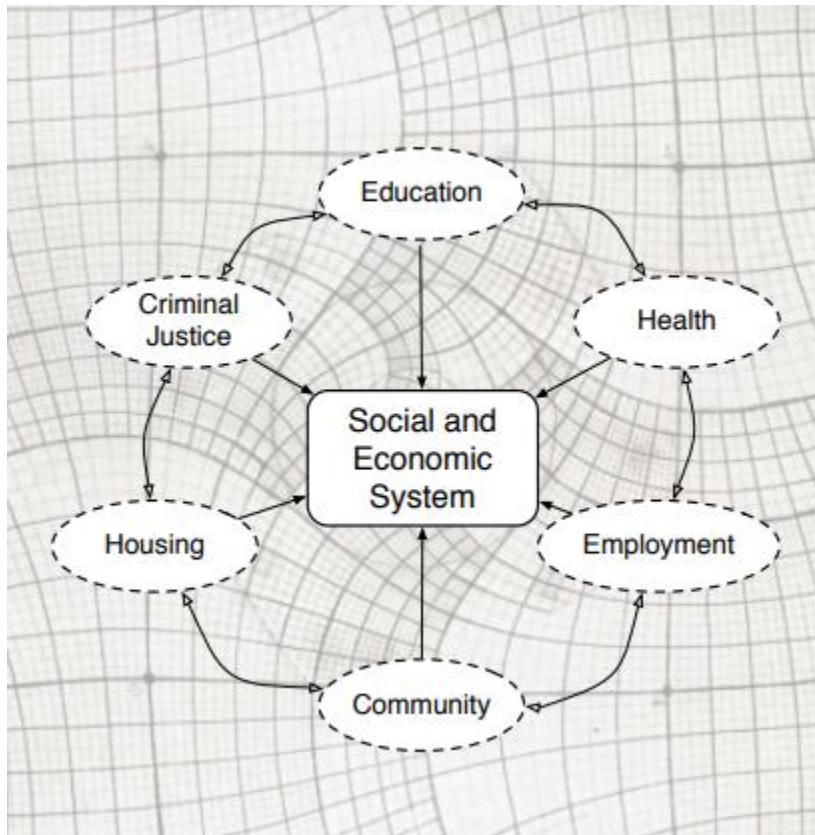 Education
Criminal
Justice
Health
Social and
Economic
System
Housing
Employment
Community